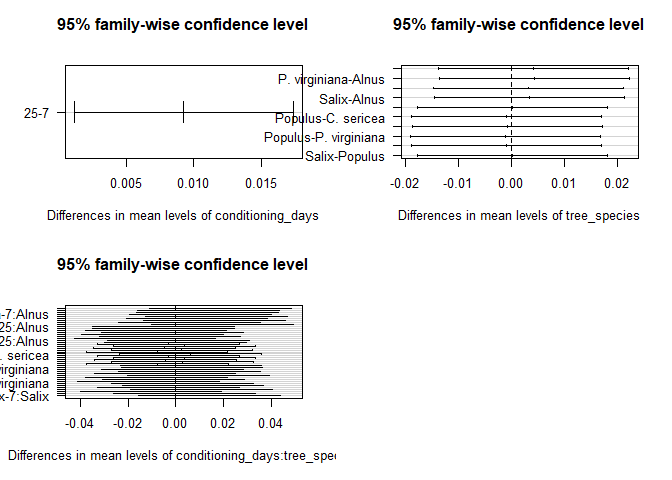 95% family-wise confidence level
25-7
0.005 0.010 0.015
Differences in mean levels of conditioning_days
95% family-wise confidence level
P. virginiana-Alnus
Salix-Alnus
Populus-C. sericea
Populus-P. virginiana
Salix-Populus
-0.02 -0.01 0.00 0.01 0.02
Differences in mean levels of tree_species
95% family-wise confidence level
a-7:Alnus
25:Alnus
25:Alnus
. sericea
virginiana
virginiana
x-7:Salix
-0.04 -0.02 0.00 0.02 0.04
Differences in mean levels of conditioning_days:tree_spe